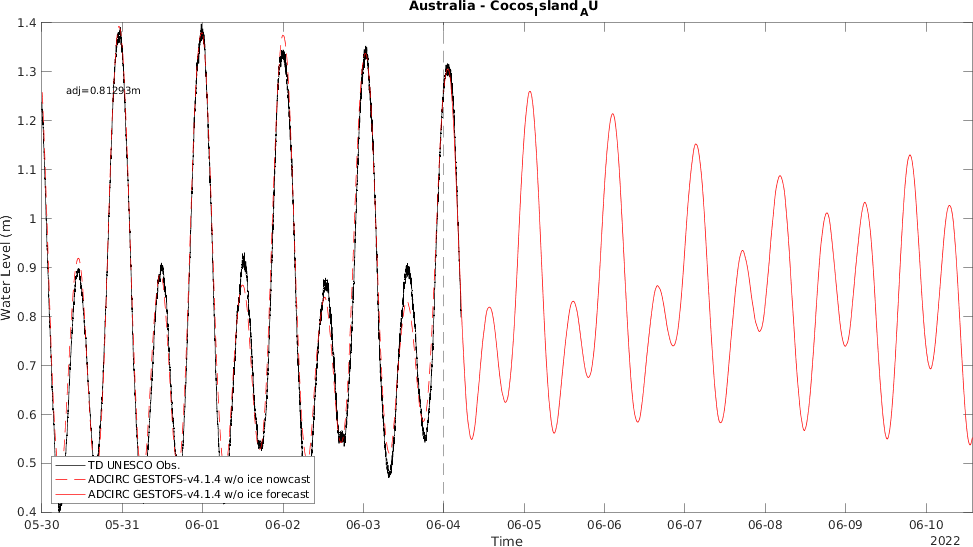 Australia - Cocos_Island_AU
1.4
1.3
adj=0.81293m
1.2
1.1
1
Water Level (m)
0.9
0.8
0.7
0.6
0.5
0.4
TD UNESCO Obs.
ADCIRC GESTOFS-v4.1.4 w/o ice nowcast
ADCIRC GESTOFS-v4.1.4 w/o ice forecast
05-30 05-31 06-01 06-02 06-03 06-04 06-05 06-06 06-07 06-08 06-09 06-10
Time
2022